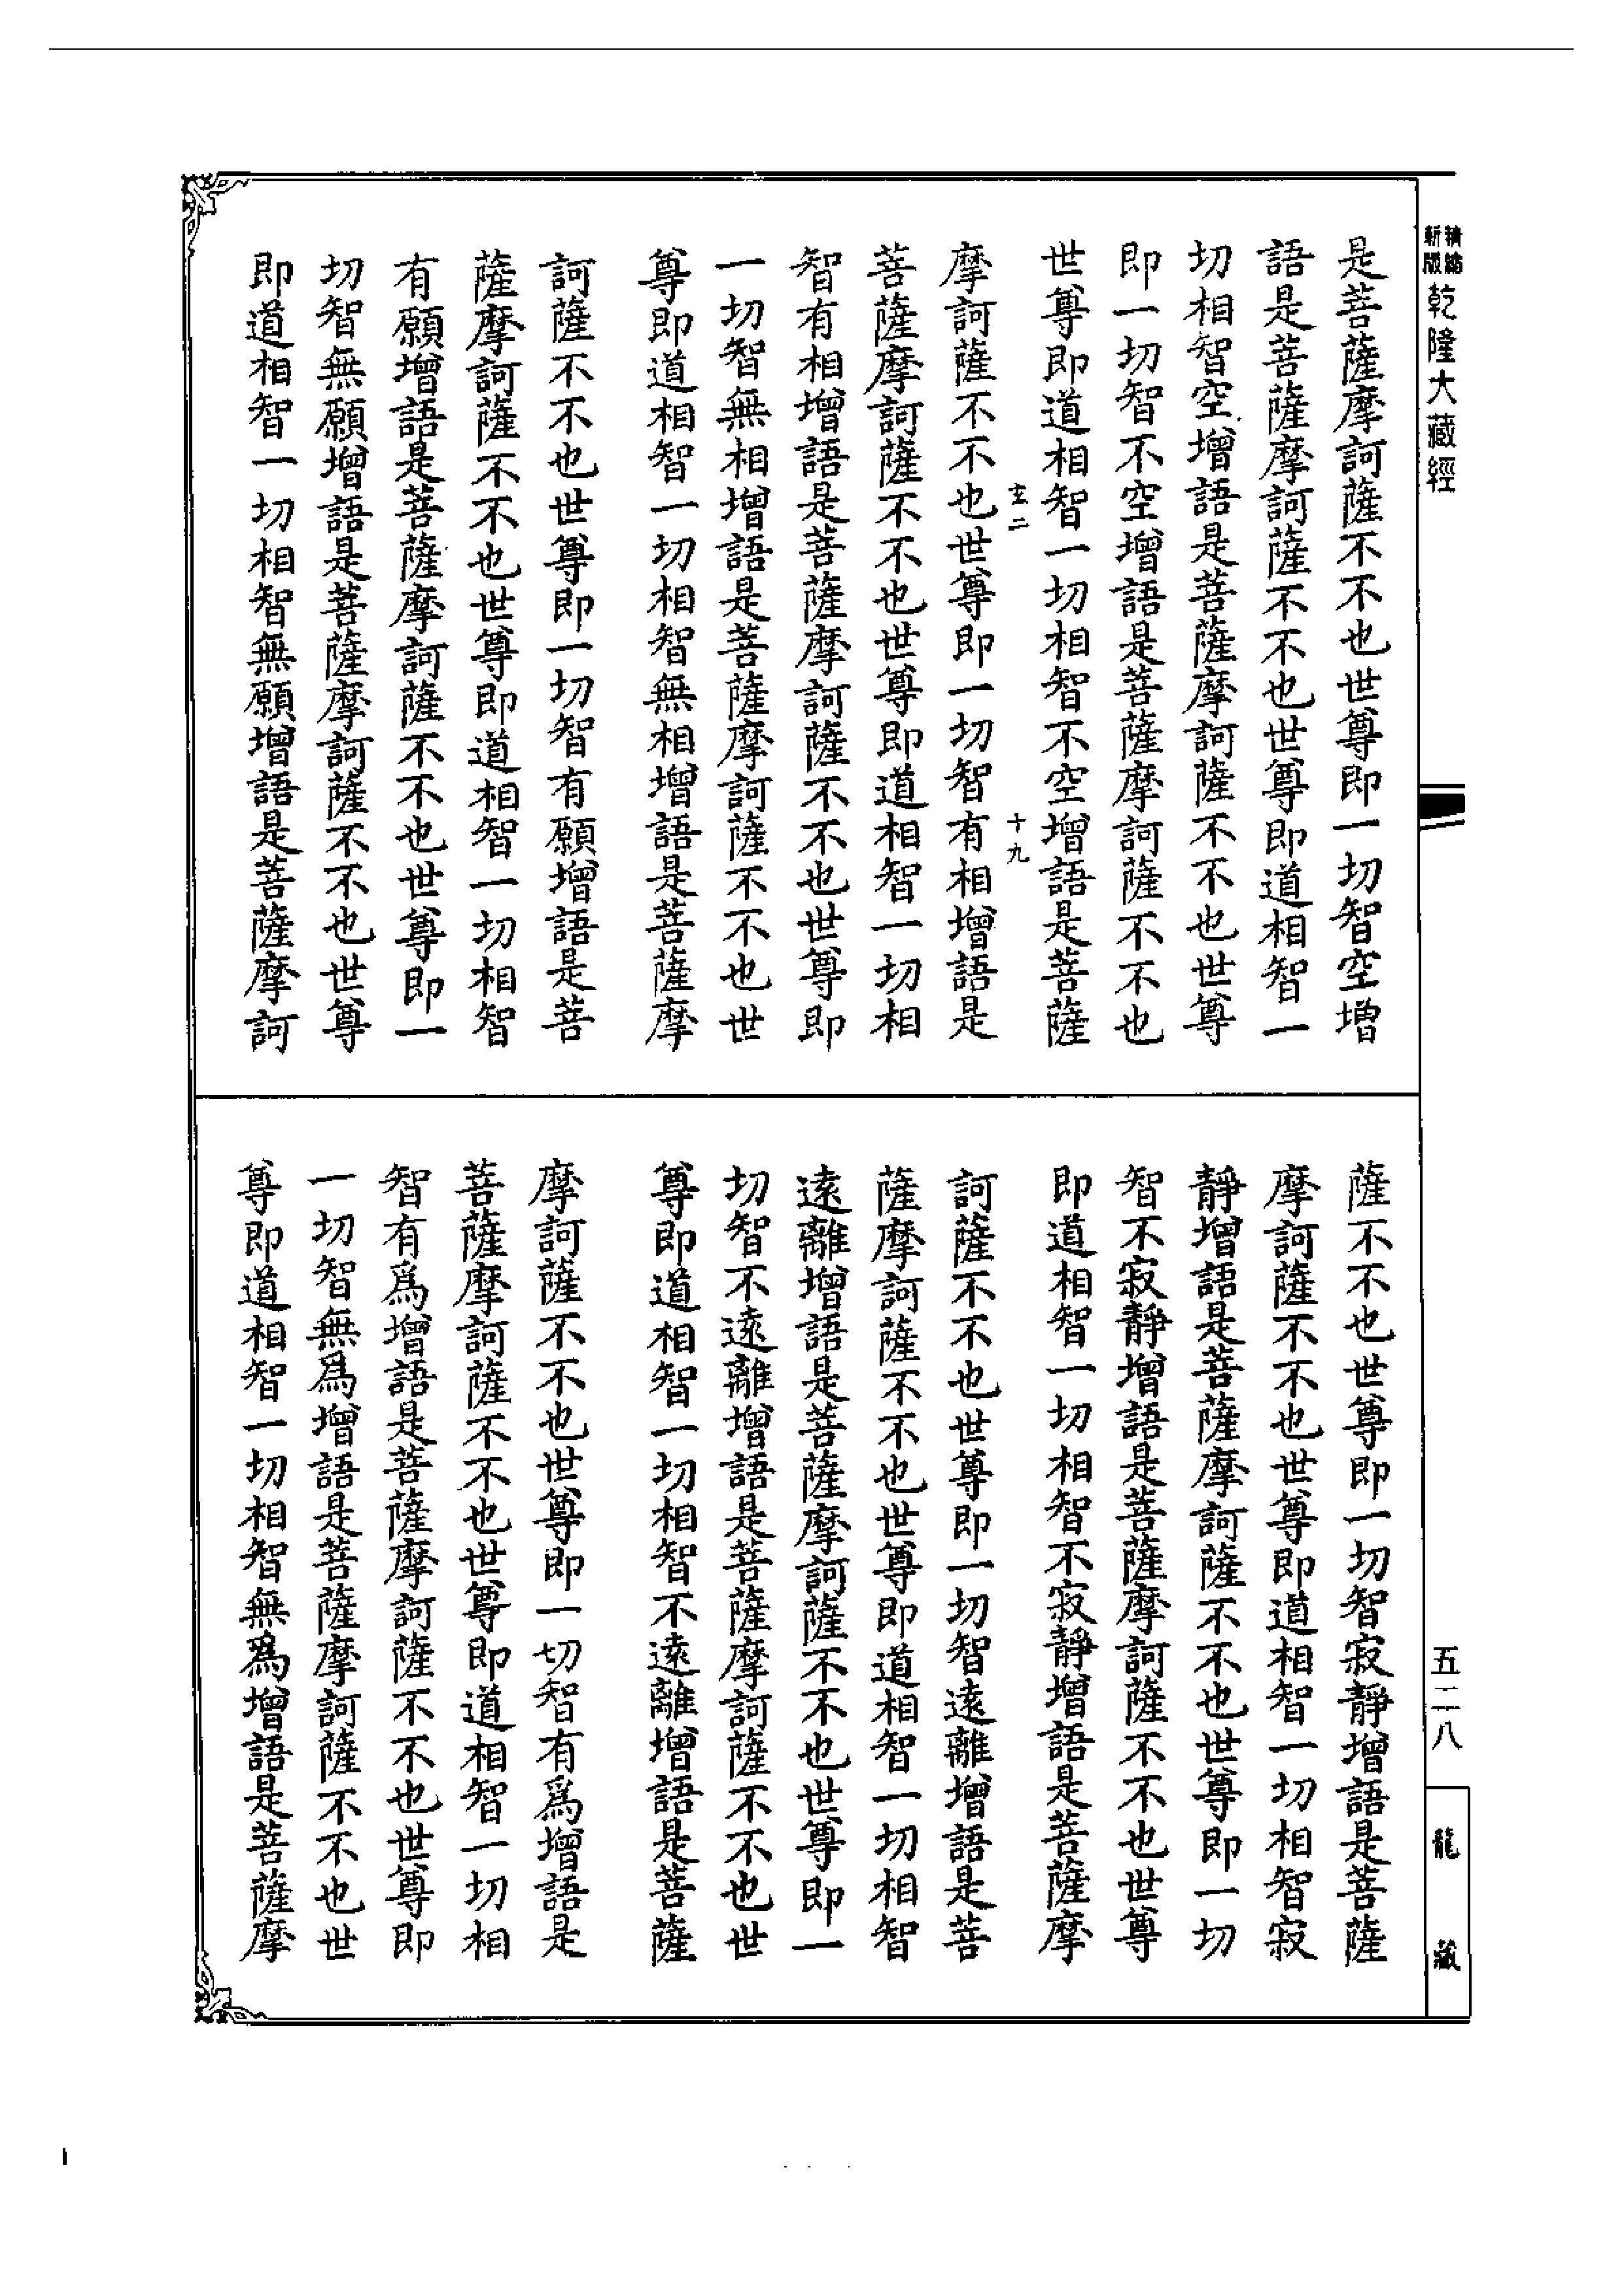 精縮新版乾隆大藏經
是菩薩摩訶薩不不也世尊即一切智空增
語是菩薩摩訶薩不不也世尊即道相智一
切相智空增語是菩薩摩訶薩不不也世尊
即一切智不空增語是菩薩摩訶薩不不也
世尊即道相智一切相智不空增語是菩薩
十九
摩訶薩不不也世尊即一切智有相增語是
菩薩摩訶薩不不也世尊即道相智一切相
智有相增語是菩薩摩訶薩不不也世尊即
一切智無相增語是菩薩摩訶薩不不也世
尊即道相智一切相智無相增語是菩薩摩
訶薩不不也世尊即一切智有願增語是菩
薩摩訶薩不不也世尊即道相智一切相智
有願增語是菩薩摩訶薩不不也世尊即一
切智無願增語是菩薩摩訶薩不不也世尊
即道相智一切相智無願增語是菩薩摩訶
薩不不也世尊即一切智寂靜增語是菩薩
摩訶薩不不也世尊即道相智一切相智寂
靜增語是菩薩摩訶薩不不也世尊即一切
智不寂靜增語是菩薩摩訶薩不不也世尊
即道相智一切相智不寂靜增語是菩薩摩
訶薩不不也世尊即一切智遠離增語是菩
薩摩訶薩不不也世尊即道相智一切相智
遠離增語是菩薩摩訶薩不不也世尊即一
切智不遠離增語是菩薩摩訶薩不不也世
尊即道相智一切相智不遠離增語是菩薩
摩訶薩不不也世尊即一切智有爲增語是
菩薩摩訶薩不不也世尊即道相智一切相
智有爲增語是菩薩摩訶薩不不也世尊即
一切智無爲增語是菩薩摩訶薩不不也世
尊即道相智一切相智無爲增語是菩薩摩
五二八
龍藏